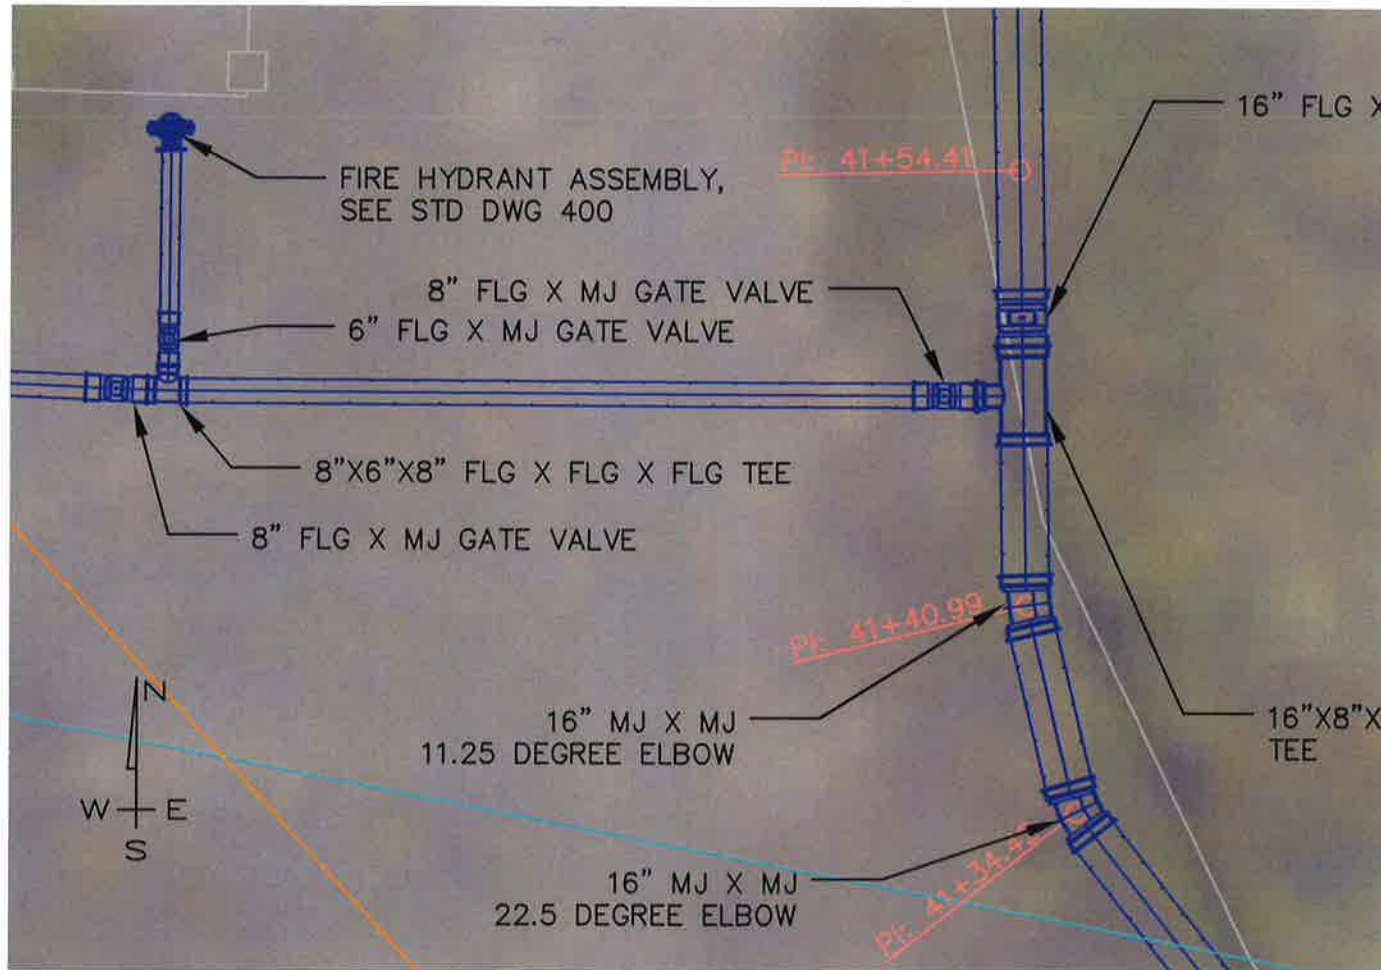 16" FLG X
PI: 41+54.41
FIRE HYDRANT ASSEMBLY,
SEE STD DWG 400
8" FLG X MJ GATE VALVE
6" FLG X MJ GATE VALVE
8"X6"X8" FLG X FLG X FLG TEE
8" FLG X MJ GATE VALVE
PI: 41+40.99
N
W E
S
16" MJ X MJ
11.25 DEGREE ELBOW
16"X8"X
TEE
16" MJ X MJ
22.5 DEGREE ELBOW
PI: